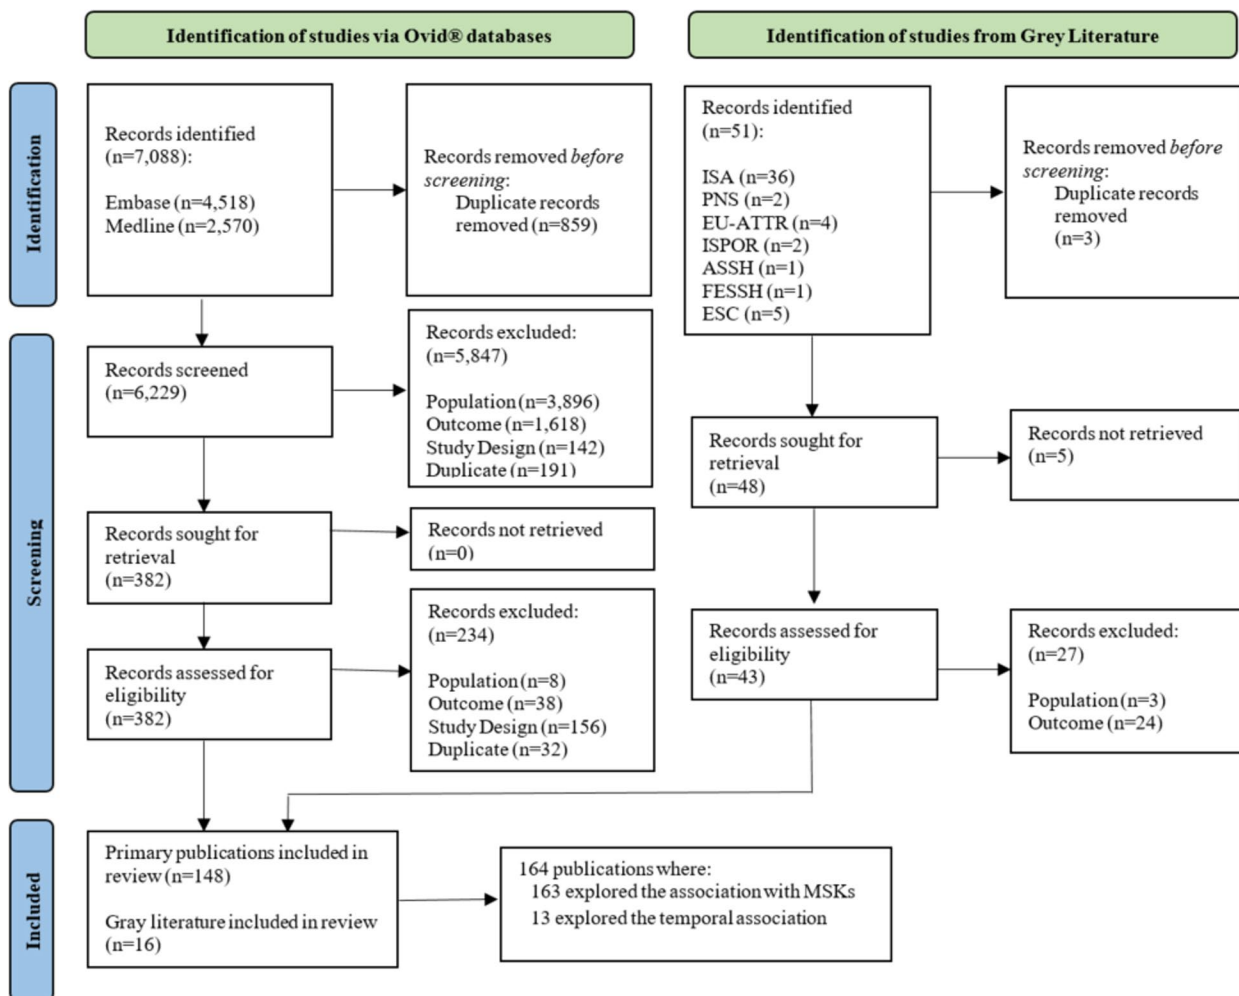 Identification of studies via Ovid® databases
Identification of studies from Grey Literature
Identification
Records identified
(n=7,088):
Embase (n=4,518)
Medline (n=2,570)
Records removed before
screening:
Duplicate records
removed (n=859)
Records identified
(n=51):
ISA (n=36)
PNS (n=2)
EU-ATTR (n=4)
ISPOR (n=2)
ASSH (n=1)
FESSH (n=1)
ESC (n=5)
Records removed before
screening:
Duplicate records
removed
(n=3)
Screening
Records screened
(n=6,229)
Records excluded:
(n=5,847)
Population (n=3,896)
Outcome (n=1,618)
Study Design (n=142)
Duplicate (n=191)
Records sought for
retrieval
(n=48)
Records not retrieved
(n=5)
Records sought for
retrieval
(n=382)
Records not retrieved
(n=0)
Records assessed for
eligibility
(n=382)
Records excluded:
(n=234)
Population (n=8)
Outcome (n=38)
Study Design (n=156)
Duplicate (n=32)
Records assessed for
eligibility
(n=43)
Records excluded:
(n=27)
Population (n=3)
Outcome (n=24)
Included
Primary publications included in
review (n=148)
Gray literature included in review
(n=16)
164 publications where:
163 explored the association with MSKs
13 explored the temporal association